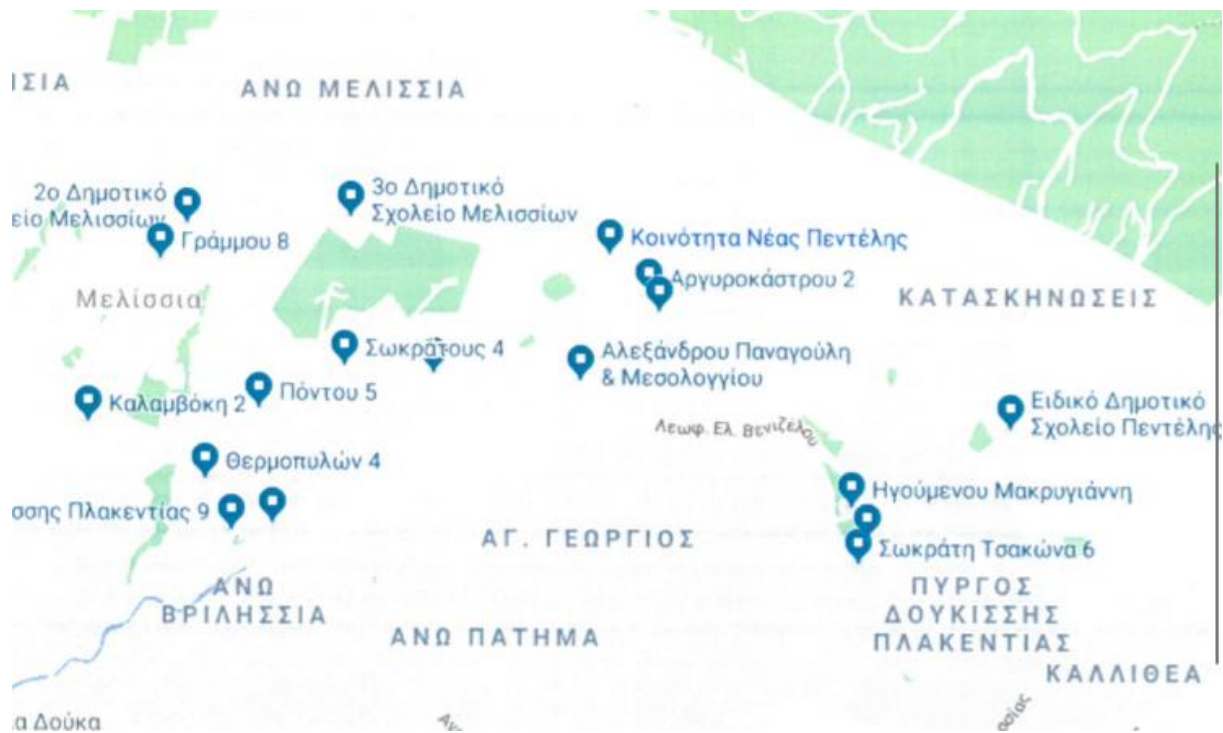 ΙΣΙΑ
ΑΝΩ ΜΕΛΙΣΣΙΑ
2ο Δημοτικό
είο Μελισσίων
3ο Δημοτικό
Σχολείο Μελισσίων
Γράμμου 8
Κοινότητα Νέας Πεντέλης
Αργυροκάστρου 2
Μελίσσια
ΚΑΤΑΣΚΗΝΩΣΕΙΣ
Σωκράτους 4
Αλεξάνδρου Παναγούλη
& Μεσολογγίου
Πόντου 5
Καλαμβόκη 2
Ειδικό Δημοτικό
Σχολείο Πεντέλης
Λεωφ. Ελ. Βενιζέλου
Θερμοπυλών 4
Ηγούμενου Μακρυγιάννη
σσης Πλακεντίας 9
ΑΓ. ΓΕΩΡΓΙΟΣ
Σωκράτη Τσακώνα 6
ΑΝΩ
ΒΡΙΛΗΣΣΙΑ
ΠΥΡΓΟΣ
ΔΟΥΚΙΣΣΗΣ
ΠΛΑΚΕΝΤΙΑΣ
ΑΝΩ ΠΑΤΗΜΑ
ΚΑΛΛΙΘΕΑ
α Δούκα